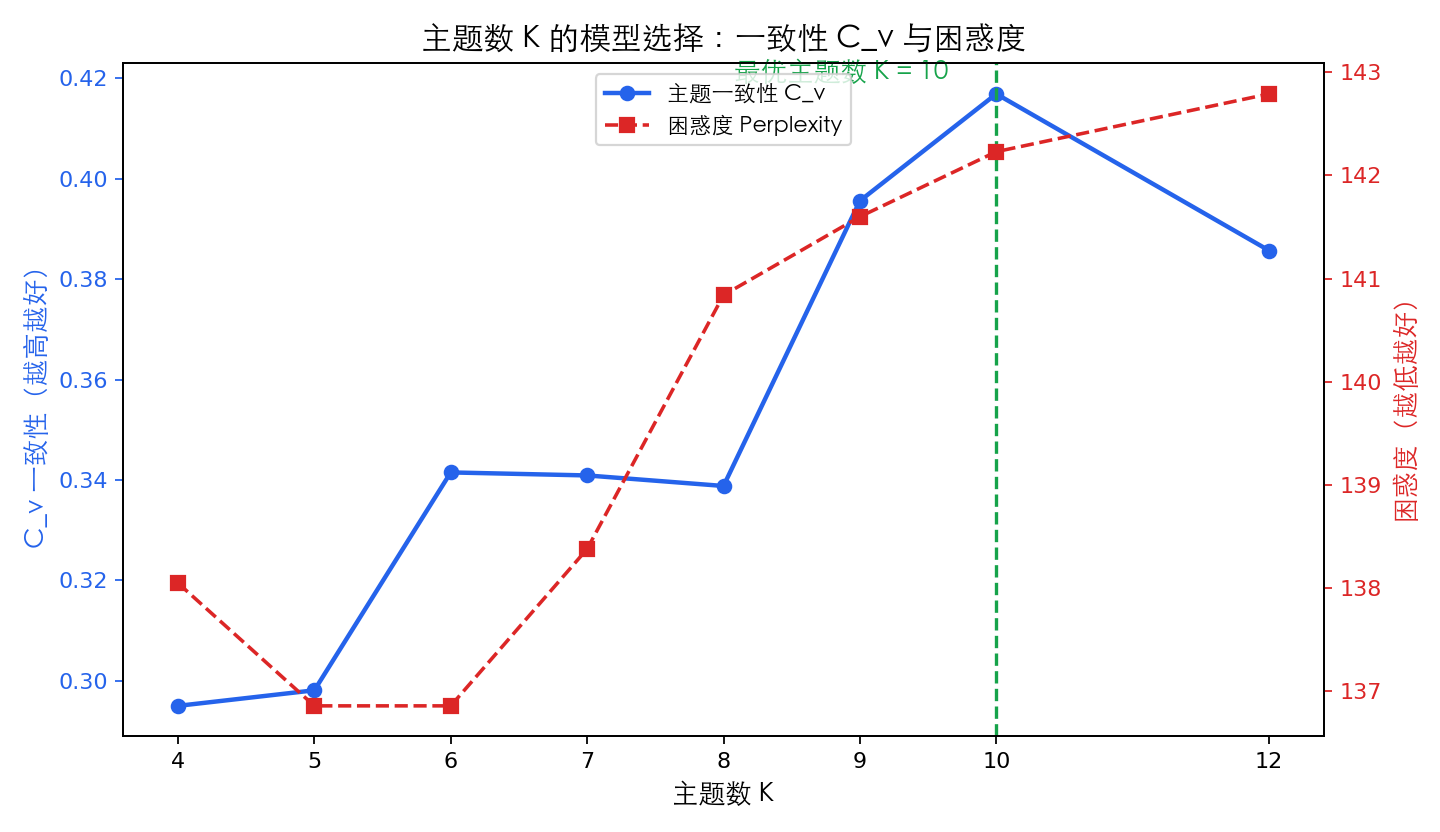 主题数 K 的模型选择：一致性 C_v 与困惑度
最优主题数 K = 10
主题一致性 C_v
困惑度 Perplexity
0.42
0.40
0.38
0.36
0.34
0.32
0.30
C_v 一致性（越高越好）
143
142
141
140
139
138
137
困惑度（越低越好）
4 5 6 7 8 9 10 12
主题数 K